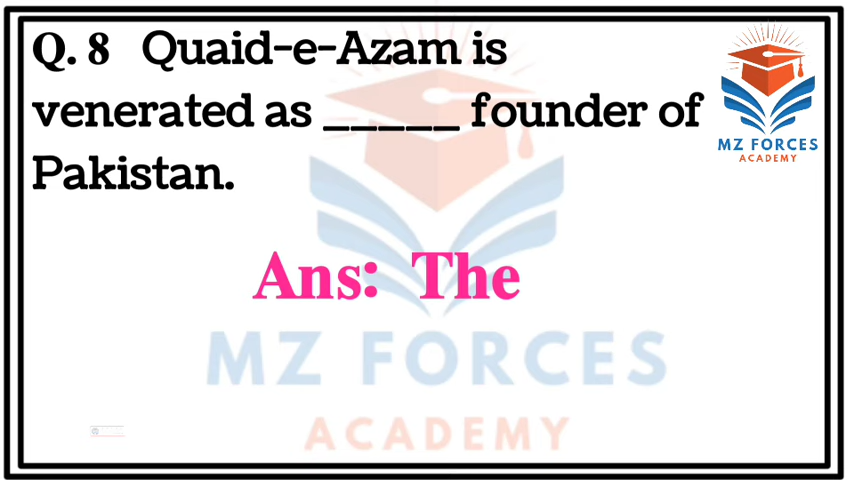 Q. 8 Quaid-e-Azam is
venerated as _____ founder of
Pakistan.
MZ FORCES
ACADEMY
Ans: The
MZ FORCES
ACADEMY